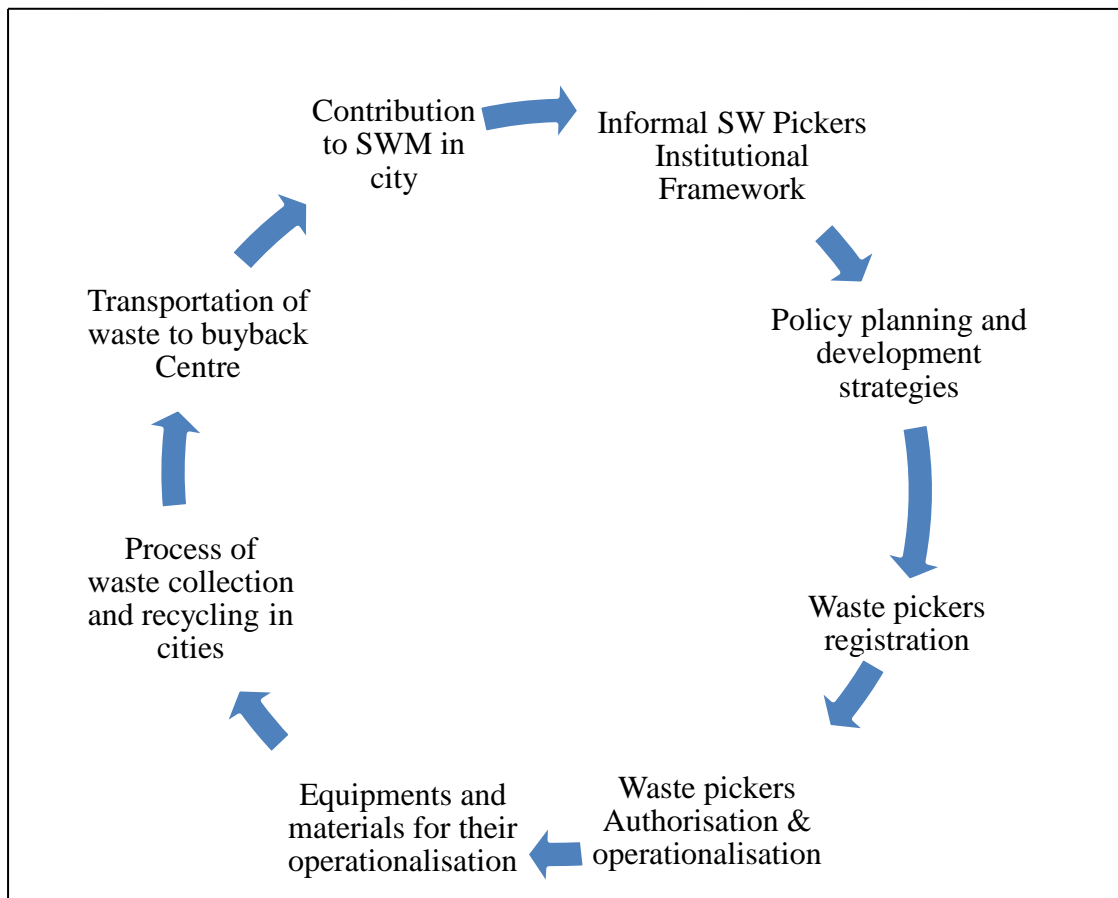 Contribution
to SWM in
city
Informal SW Pickers
Institutional
Framework
Policy planning and
development
strategies
Waste pickers
registration
Waste pickers
Authorisation &
operationalisation
Equipments and
materials for their
operationalisation
Process of
waste collection
and recycling in
cities
Transportation of
waste to buyback
Centre